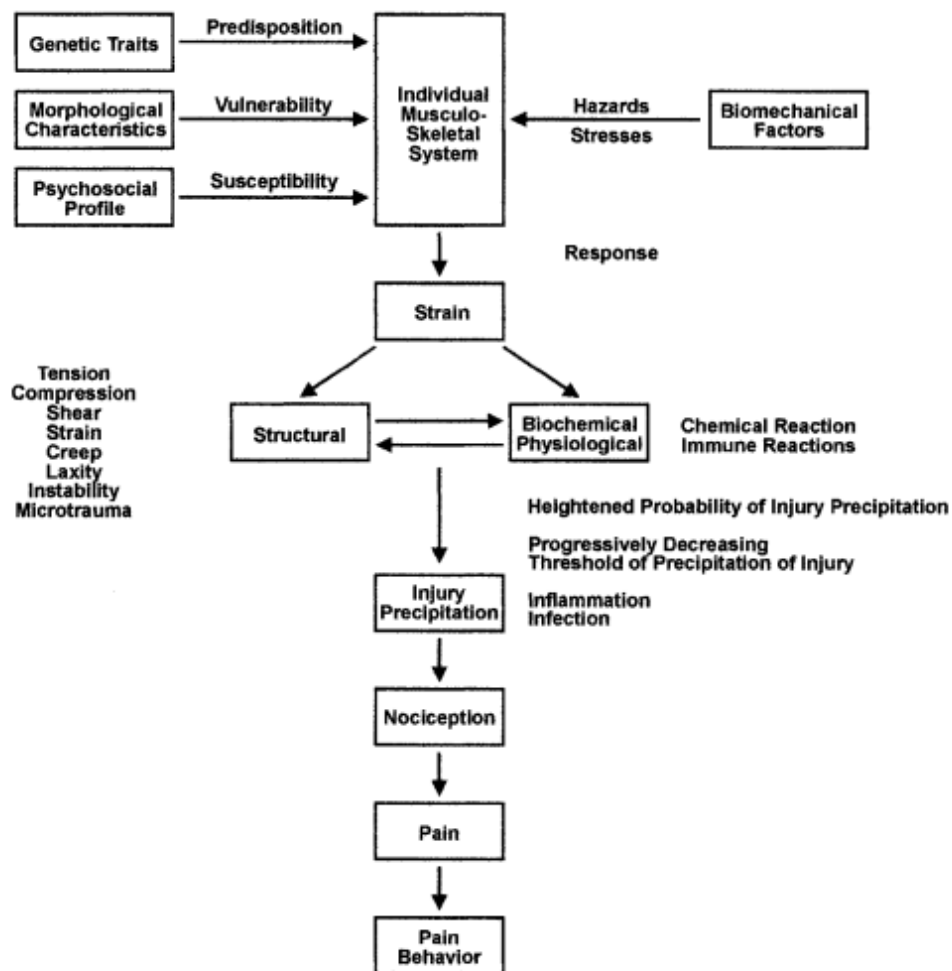 Genetic Traits
Predisposition
Morphological
Characteristics
Vulnerability
Psychosocial
Profile
Susceptibility
Individual
Musculo-
Skeletal
System
Hazards
Stresses
Biomechanical
Factors
Response
Strain
Tension
Compression
Shear
Strain
Creep
Laxity
Instability
Microtrauma
Structural
Biochemical
Physiological
Chemical Reaction
Immune Reactions
Heightened Probability of Injury Precipitation
Progressively Decreasing
Threshold of Precipitation of Injury
Injury
Precipitation
Inflammation
Infection
Nociception
Pain
Pain
Behavior